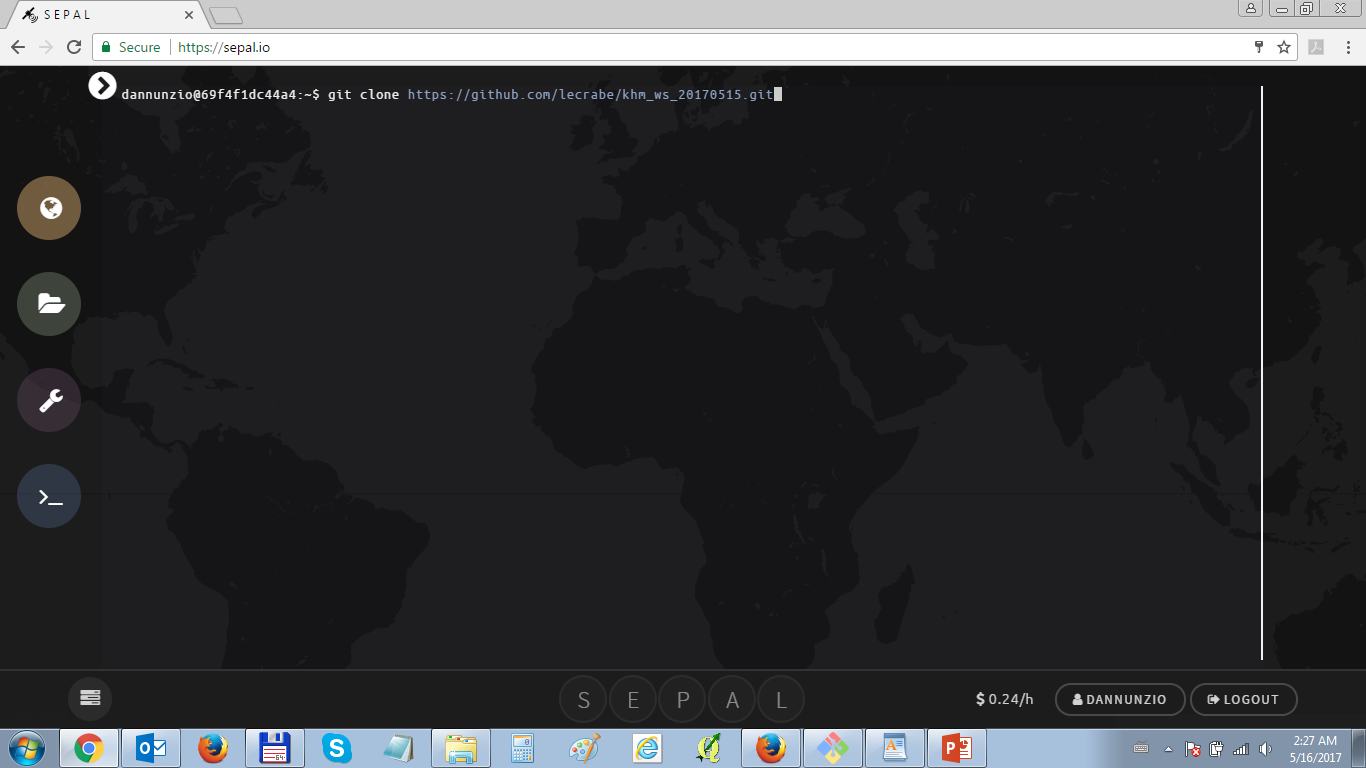 S E P A L
Secure https://sepal.io
dannunzio@69f4f1dc44a4:~$ git clone https://github.com/lecrabe/khm_ws_20170515.git
S E P A L
$ 0.24/h
DANNUNZIO
LOGOUT
2:27 AM
5/16/2017